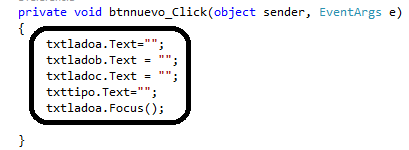 private void btnnuevo_Click(object sender, EventArgs e)
{
txtladoa.Text="";
txtladob.Text = "";
txtladoc.Text = "";
txttipo.Text="";
txtladoa.Focus();
}